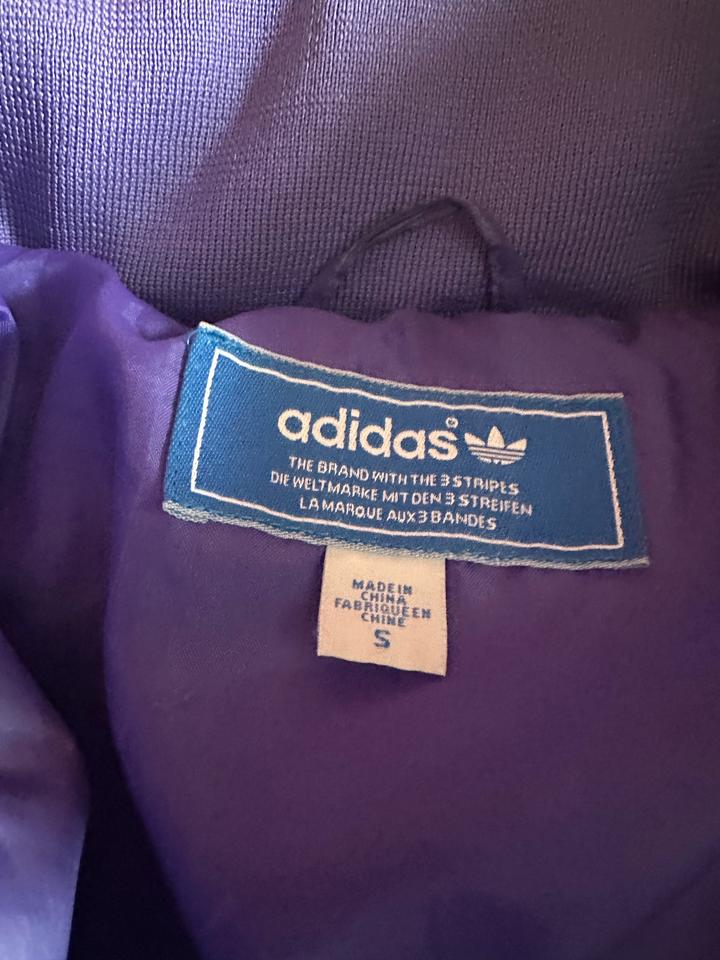 adidas®
THE BRAND WITH THE 3 STRIPES
DIE WELTMARKE MIT DEN 3 STREIFEN
LA MARQUE AUX 3 BANDES
MADE IN
CHINA
FABRIQUE EN
CHINE
S